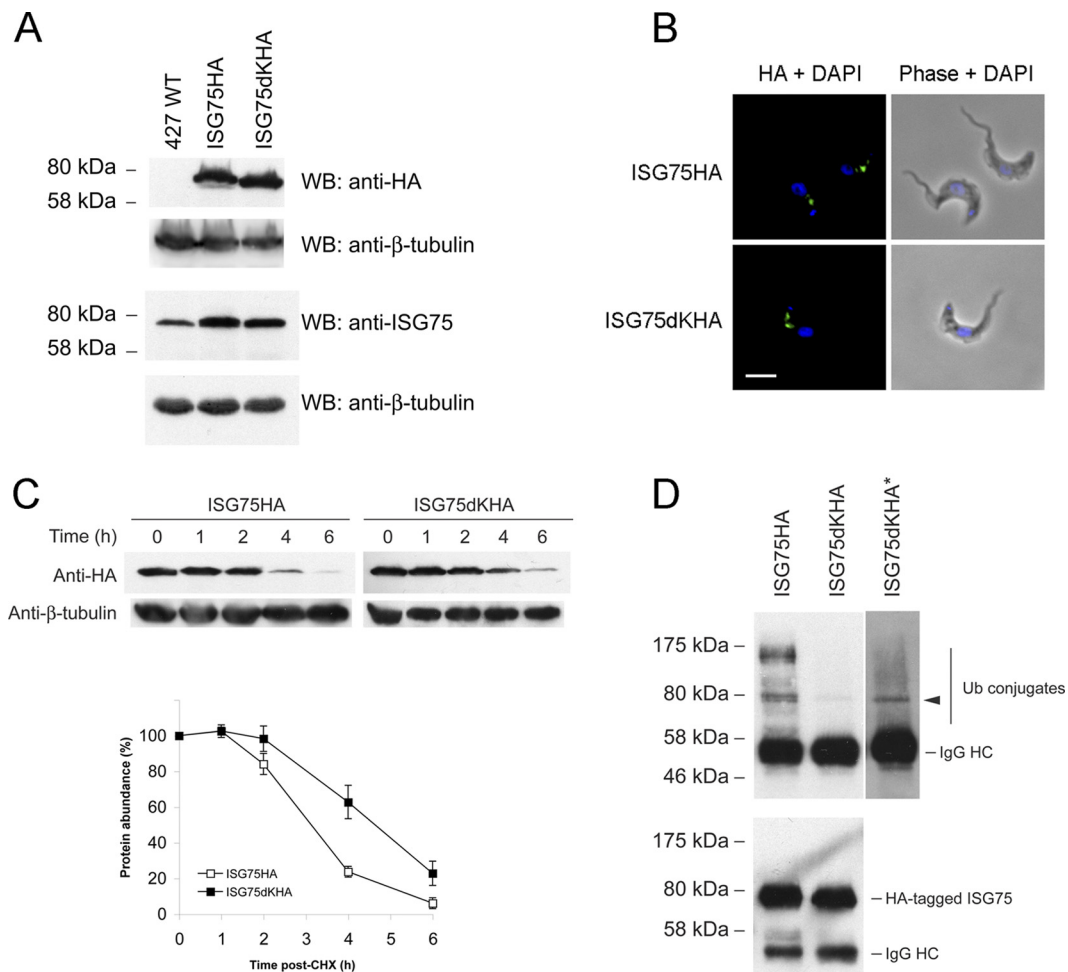 A
427 WT
ISG75HA
ISG75dKHA
80 kDa
58 kDa
WB: anti-HA
WB: anti-β-tubulin
80 kDa
58 kDa
WB: anti-ISG75
WB: anti-β-tubulin
B
HA + DAPI
Phase + DAPI
ISG75HA
ISG75dKHA
C
ISG75HA
ISG75dKHA
Time (h) 0 1 2 4 6 0 1 2 4 6
Anti-HA
Anti-β-tubulin
Protein abundance (%)
100
80
60
40
20
0
ISG75HA
ISG75dKHA
0 1 2 3 4 5 6
Time post-CHX (h)
D
ISG75HA
ISG75dKHA
ISG75dKHA*
175 kDa
80 kDa
58 kDa
46 kDa
Ub conjugates
IgG HC
175 kDa
80 kDa
58 kDa
HA-tagged ISG75
IgG HC